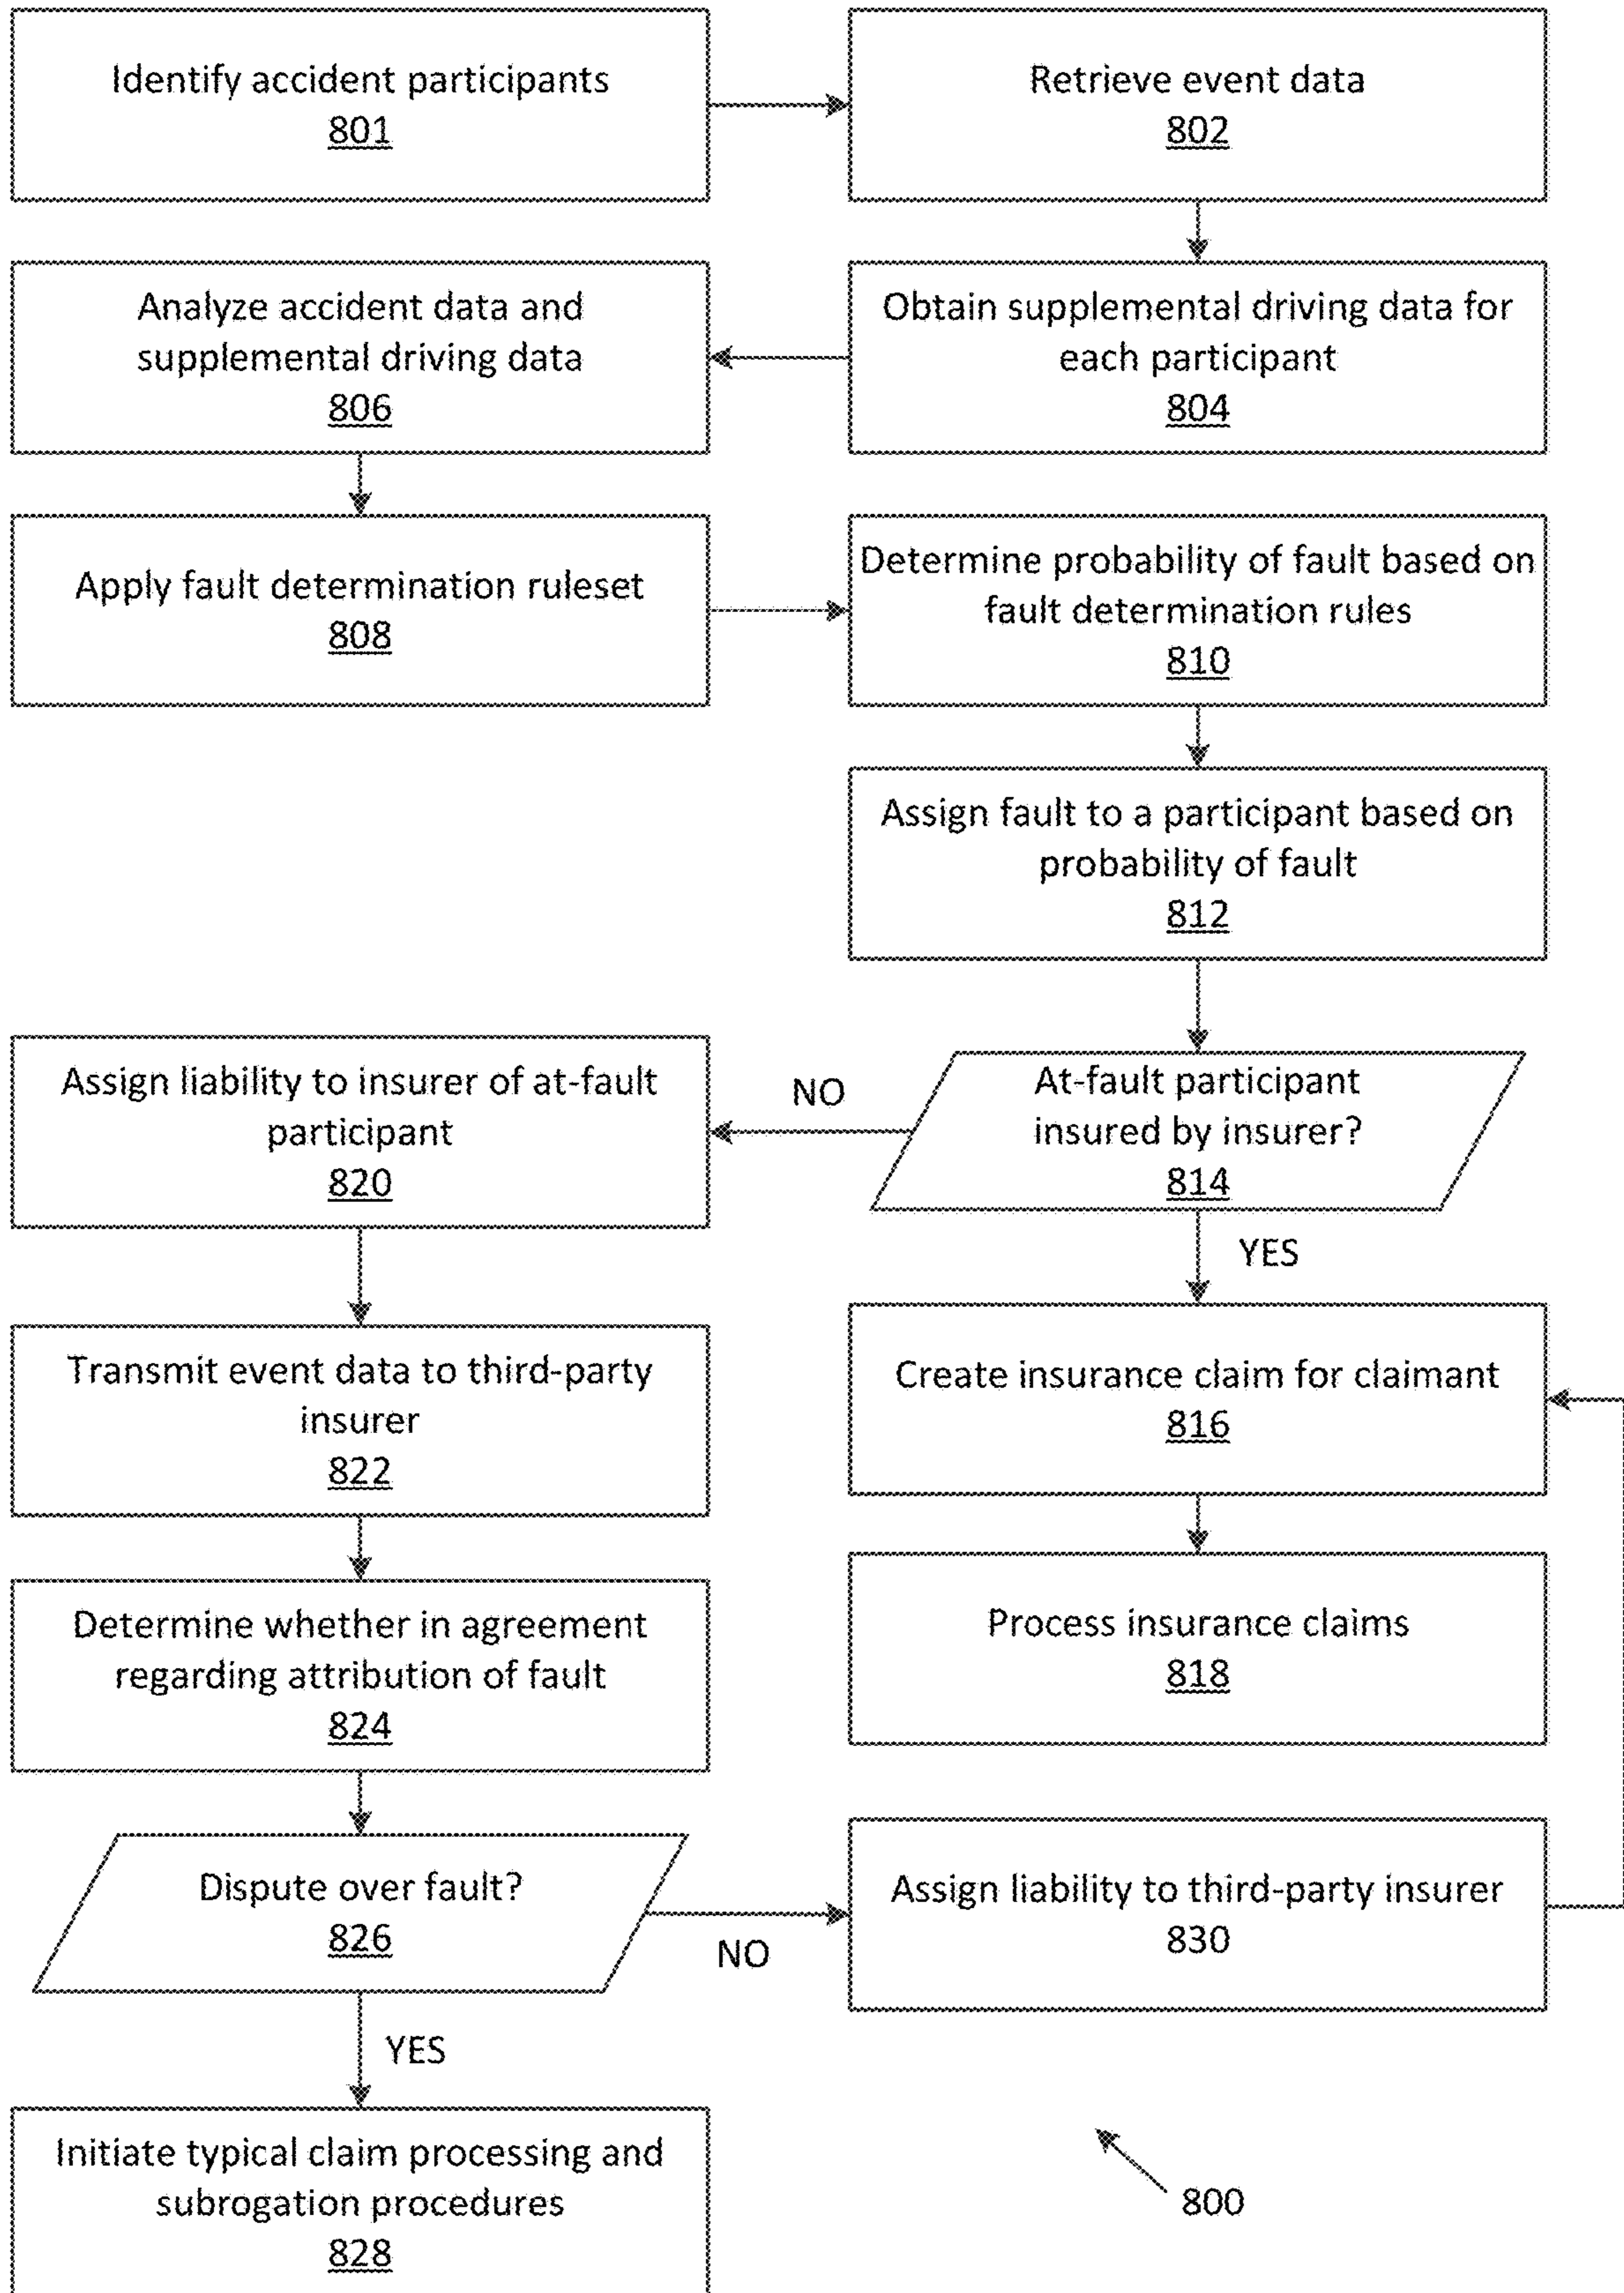 Identify accident participants
801
Retrieve event data
802
Obtain supplemental driving data for
each participant
804
Analyze accident data and
supplemental driving data
806
Apply fault determination ruleset
808
Determine probability of fault based on
fault determination rules
810
Assign fault to a participant based on
probability of fault
812
At-fault participant
insured by insurer?
814
NO
YES
Assign liability to insurer of at-fault
participant
820
Transmit event data to third-party
insurer
822
Create insurance claim for claimant
816
Process insurance claims
818
Determine whether in agreement
regarding attribution of fault
824
Dispute over fault?
826
NO
Assign liability to third-party insurer
830
YES
Initiate typical claim processing and
subrogation procedures
828
800